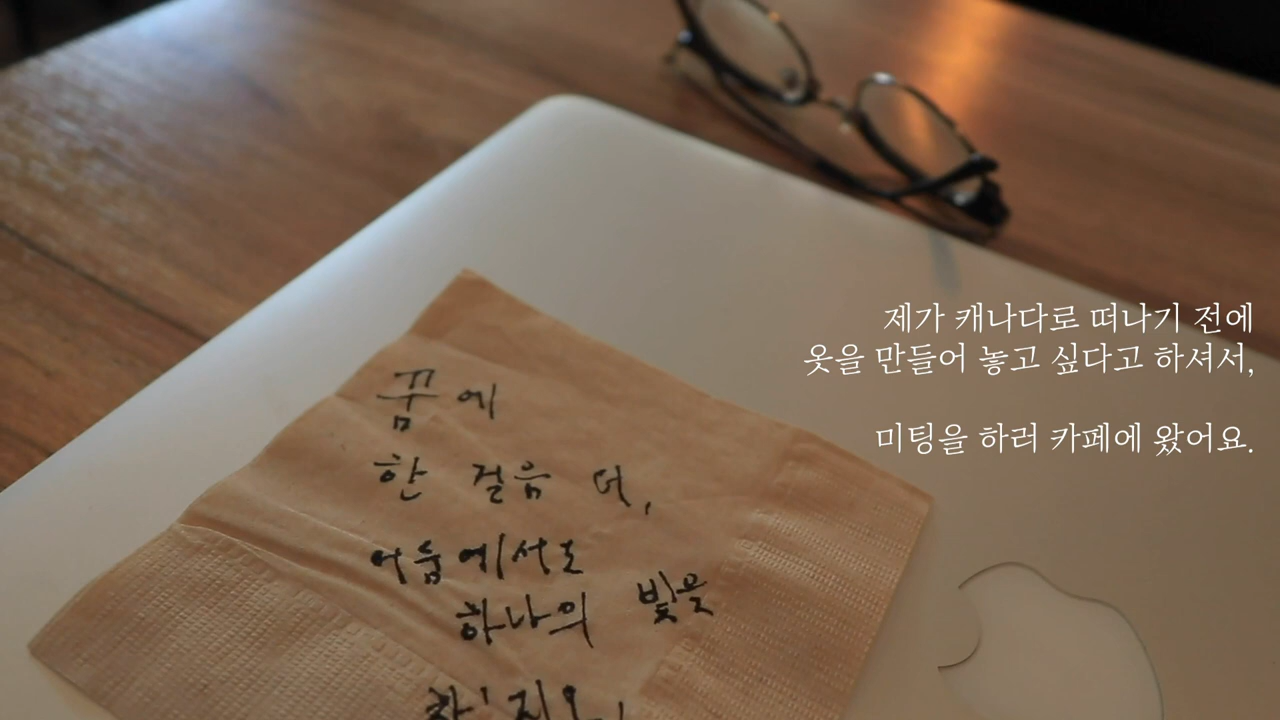 제가 캐나다로 떠나기 전에
옷을 만들어 놓고 싶다고 하셔서,
미팅을 하러 카페에 왔어요.
꿈에
한 걸음 더,
어둠에서도
하나의 빛을